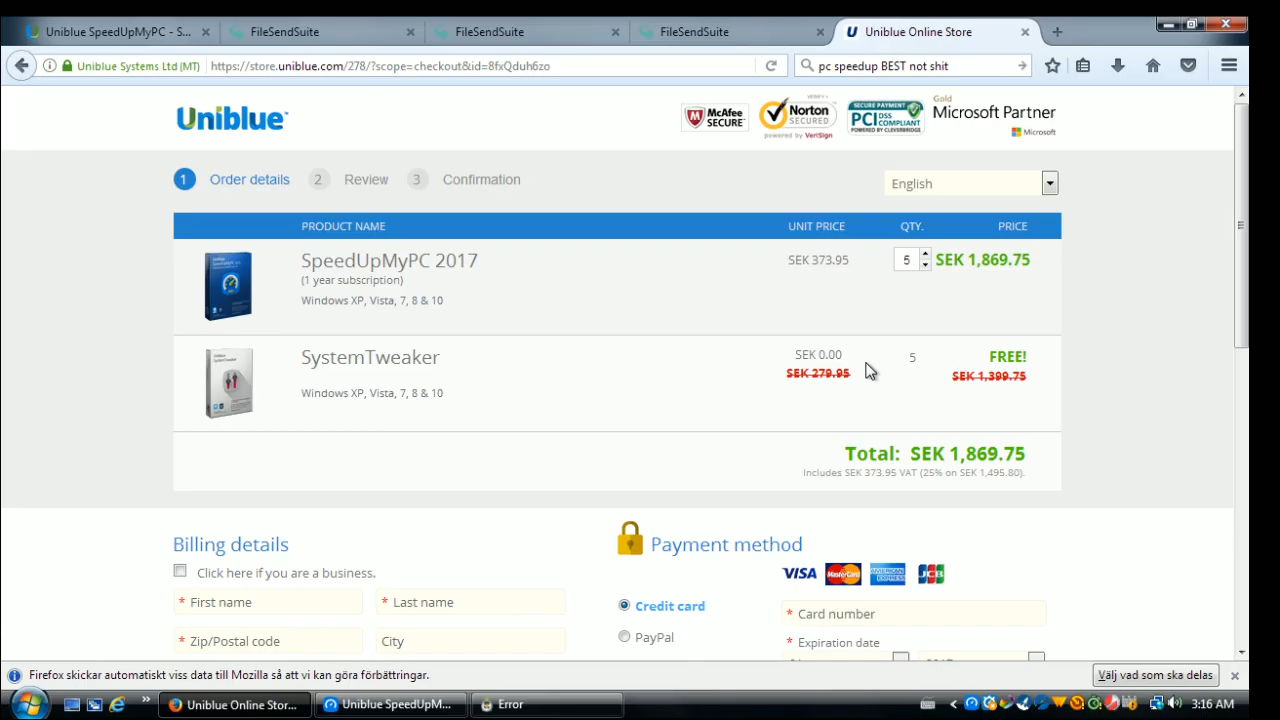 Uniblue SpeedUpMyPC - S...
FileSendSuite
FileSendSuite
FileSendSuite
Uniblue Online Store
Uniblue Systems Ltd (MT)
https://store.uniblue.com/278/?scope=checkout&id=8fxQduh6zo
pc speedup BEST not shit
Uniblue
McAfee SECURE
Norton SECURED
powered by VeriSign
SECURE PAYMENT
PCI DSS COMPLIANT
POWERED BY CLEVERBRIDGE
Gold
Microsoft Partner
Microsoft
1 Order details 2 Review 3 Confirmation
English
PRODUCT NAME UNIT PRICE QTY. PRICE
SpeedUpMyPC 2017 SEK 373.95 5 SEK 1,869.75
(1 year subscription)
Windows XP, Vista, 7, 8 & 10
SystemTweaker SEK 0.00 5 FREE!
SEK 279.95 SEK 1,399.75
Windows XP, Vista, 7, 8 & 10
Total: SEK 1,869.75
Includes SEK 373.95 VAT (25% on SEK 1,495.80).
Billing details
Click here if you are a business.
* First name * Last name
* Zip/Postal code City
Payment method
VISA MasterCard AMERICAN EXPRESS JCB
Credit card
PayPal
* Card number
* Expiration date
Firefox skickar automatiskt viss data till Mozilla så att vi kan göra förbättringar.
Välj vad som ska delas
Uniblue Online Stor...
Uniblue SpeedUpM...
Error
3:16 AM